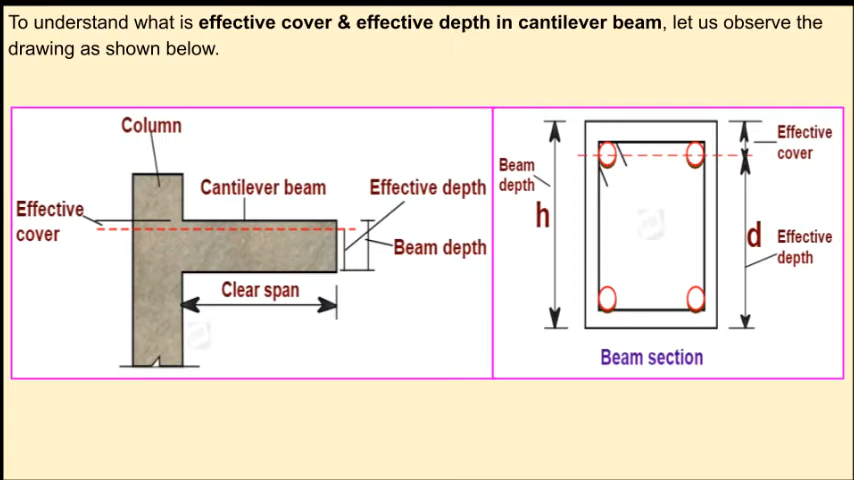 To understand what is effective cover & effective depth in cantilever beam, let us observe the
drawing as shown below.
Column
Cantilever beam
Effective depth
Effective
cover
Beam depth
Clear span
Beam
depth
h
Effective
cover
d
Effective
depth
Beam section